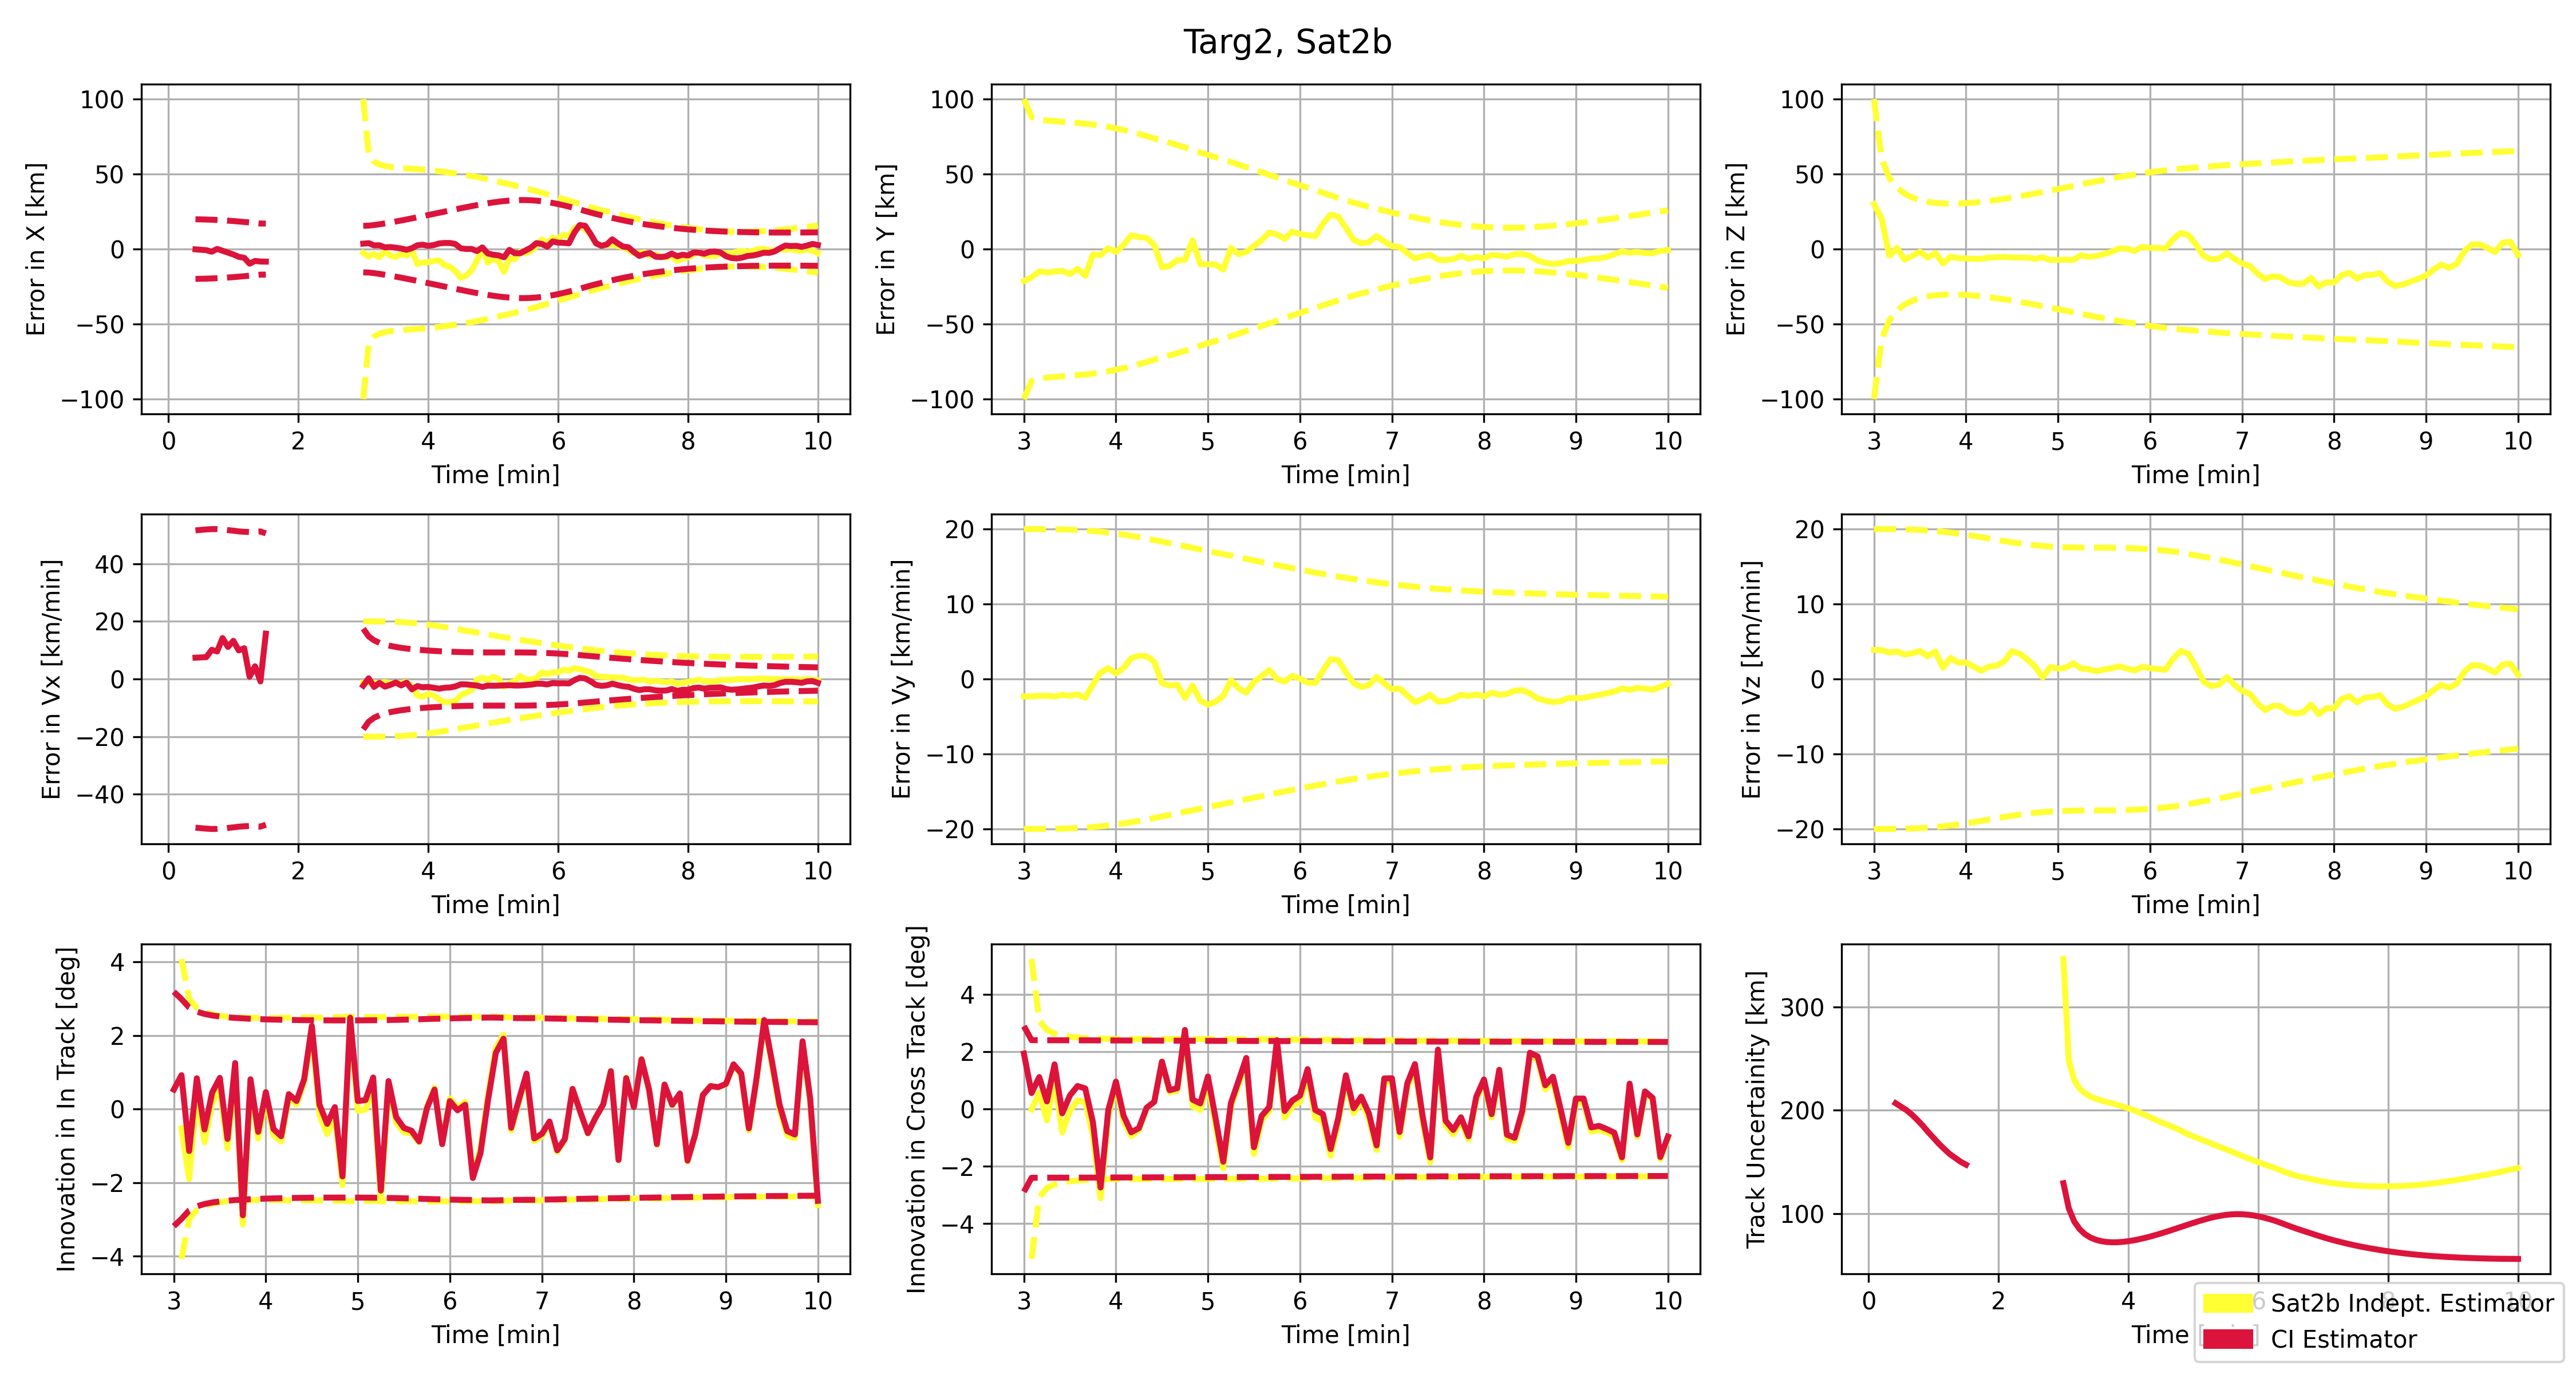 Targ2, Sat2b
Error in X [km]
100
50
0
−50
−100
0 2 4 6 8 10
Time [min]
Error in Y [km]
100
50
0
−50
−100
3 4 5 6 7 8 9 10
Time [min]
Error in Z [km]
100
50
0
−50
−100
3 4 5 6 7 8 9 10
Time [min]
Error in Vx [km/min]
40
20
0
−20
−40
0 2 4 6 8 10
Time [min]
Error in Vy [km/min]
20
10
0
−10
−20
3 4 5 6 7 8 9 10
Time [min]
Error in Vz [km/min]
20
10
0
−10
−20
3 4 5 6 7 8 9 10
Time [min]
Innovation in In Track [deg]
4
2
0
−2
−4
3 4 5 6 7 8 9 10
Time [min]
Innovation in Cross Track [deg]
4
2
0
−2
−4
3 4 5 6 7 8 9 10
Time [min]
Track Uncertainity [km]
300
200
100
0 2 4 6 8 10
Time
Sat2b Indept. Estimator
CI Estimator